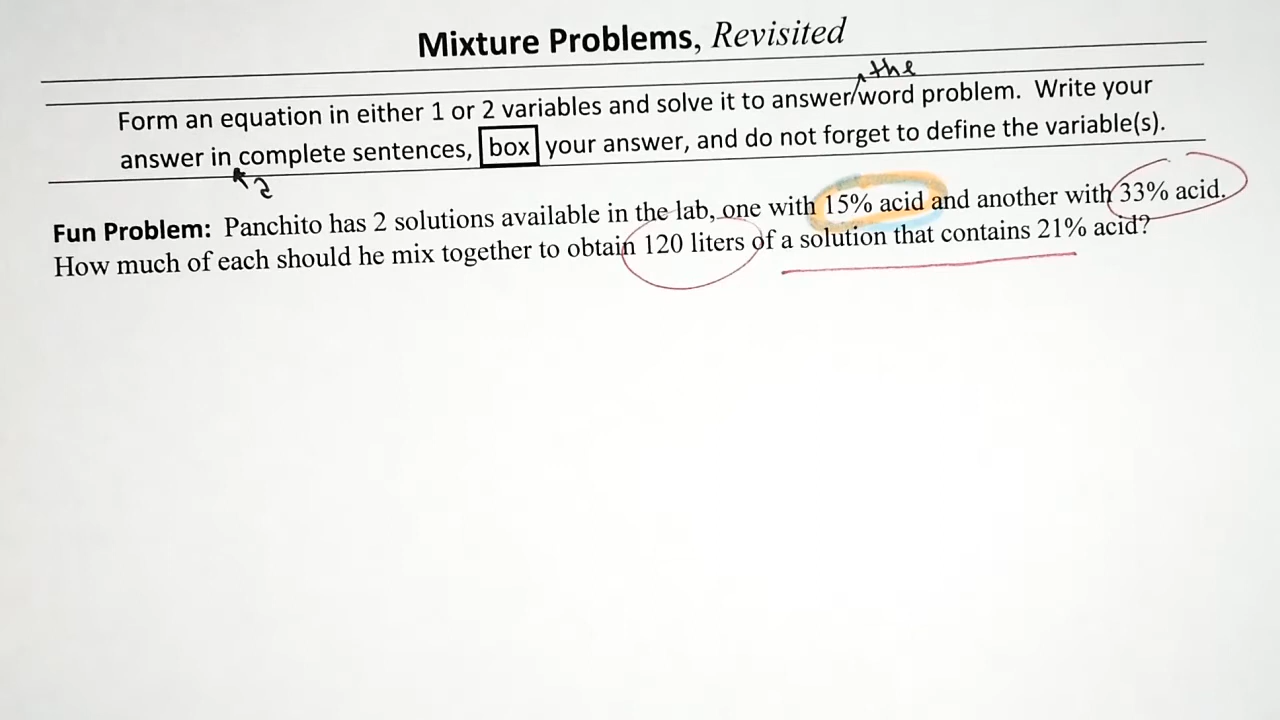 Mixture Problems, Revisited
the
Form an equation in either 1 or 2 variables and solve it to answer/word problem. Write your
answer in complete sentences, box your answer, and do not forget to define the variable(s).
2
Fun Problem: Panchito has 2 solutions available in the lab, one with 15% acid and another with 33% acid.
How much of each should he mix together to obtain 120 liters of a solution that contains 21% acid?